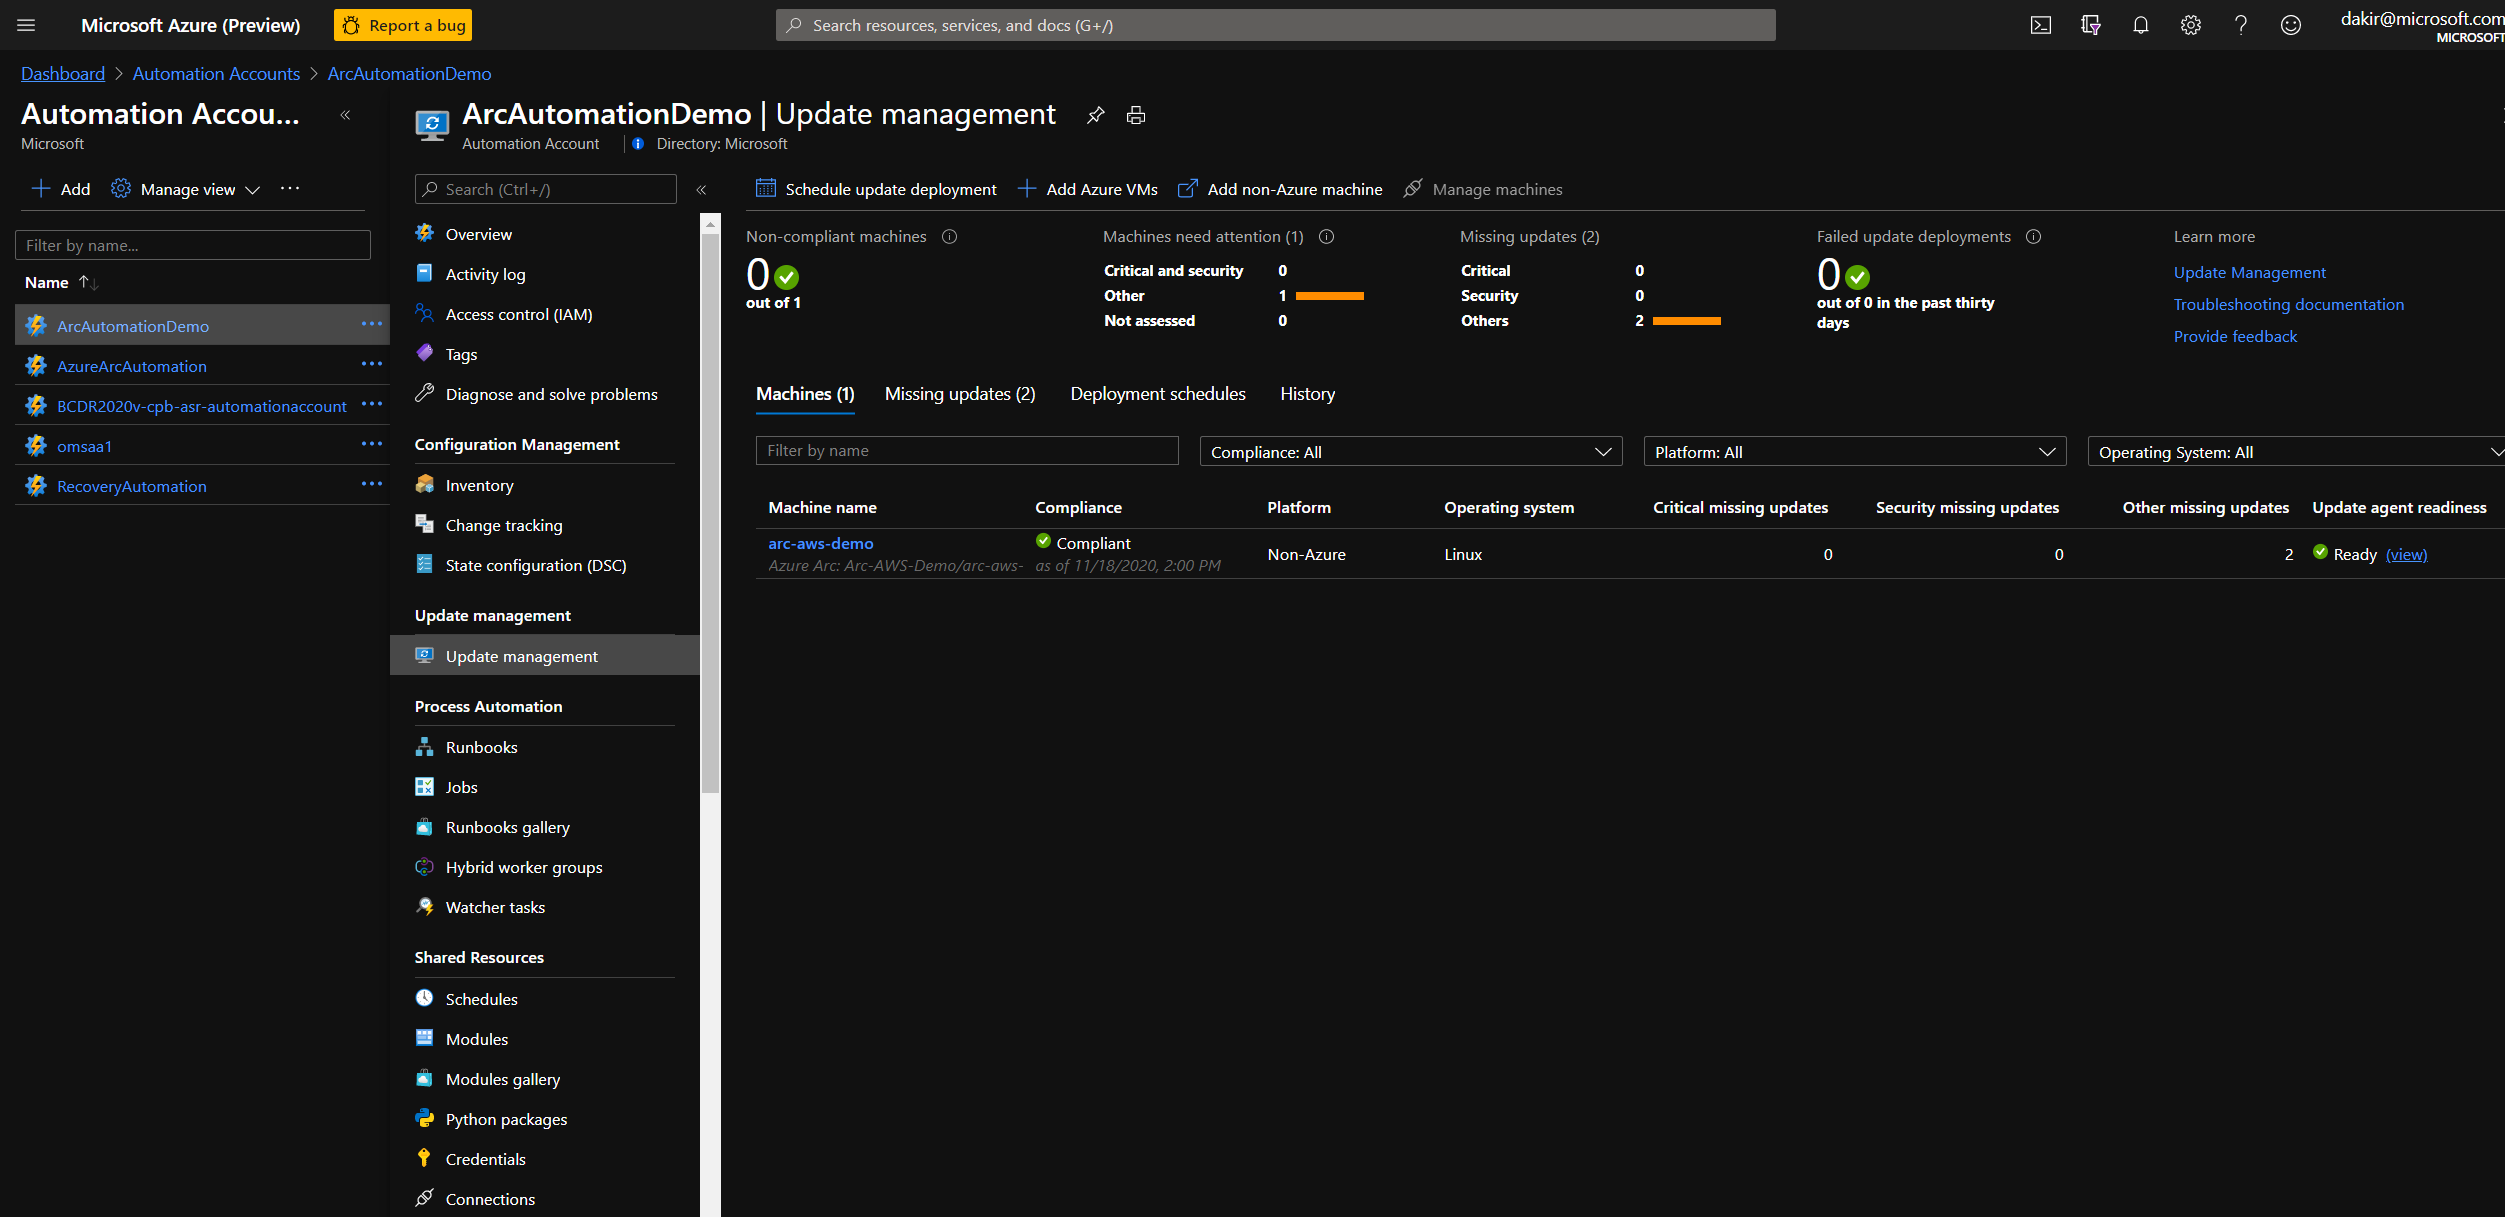 Microsoft Azure (Preview)
Report a bug
Search resources, services, and docs (G+/)
dakir@microsoft.com
MICROSOFT
Dashboard > Automation Accounts > ArcAutomationDemo
Automation Accou...
Microsoft
Add
Manage view
Filter by name...
Name
ArcAutomationDemo
AzureArcAutomation
BCDR2020v-cpb-asr-automationaccount
omsaa1
RecoveryAutomation
ArcAutomationDemo | Update management
Automation Account
Directory: Microsoft
Search (Ctrl+/)
Overview
Activity log
Access control (IAM)
Tags
Diagnose and solve problems
Configuration Management
Inventory
Change tracking
State configuration (DSC)
Update management
Update management
Process Automation
Runbooks
Jobs
Runbooks gallery
Hybrid worker groups
Watcher tasks
Shared Resources
Schedules
Modules
Modules gallery
Python packages
Credentials
Connections
Schedule update deployment
Add Azure VMs
Add non-Azure machine
Manage machines
Non-compliant machines
0
out of 1
Machines need attention (1)
Critical and security 0
Other 1
Not assessed 0
Missing updates (2)
Critical 0
Security 0
Others 2
Failed update deployments
0
out of 0 in the past thirty
days
Learn more
Update Management
Troubleshooting documentation
Provide feedback
Machines (1)
Missing updates (2)
Deployment schedules
History
Filter by name
Compliance: All
Platform: All
Operating System: All
Machine name Compliance Platform Operating system Critical missing updates Security missing updates Other missing updates Update agent readiness
arc-aws-demo Compliant Non-Azure Linux 0 0 2 Ready (view)
Azure Arc: Arc-AWS-Demo/arc-aws- as of 11/18/2020, 2:00 PM